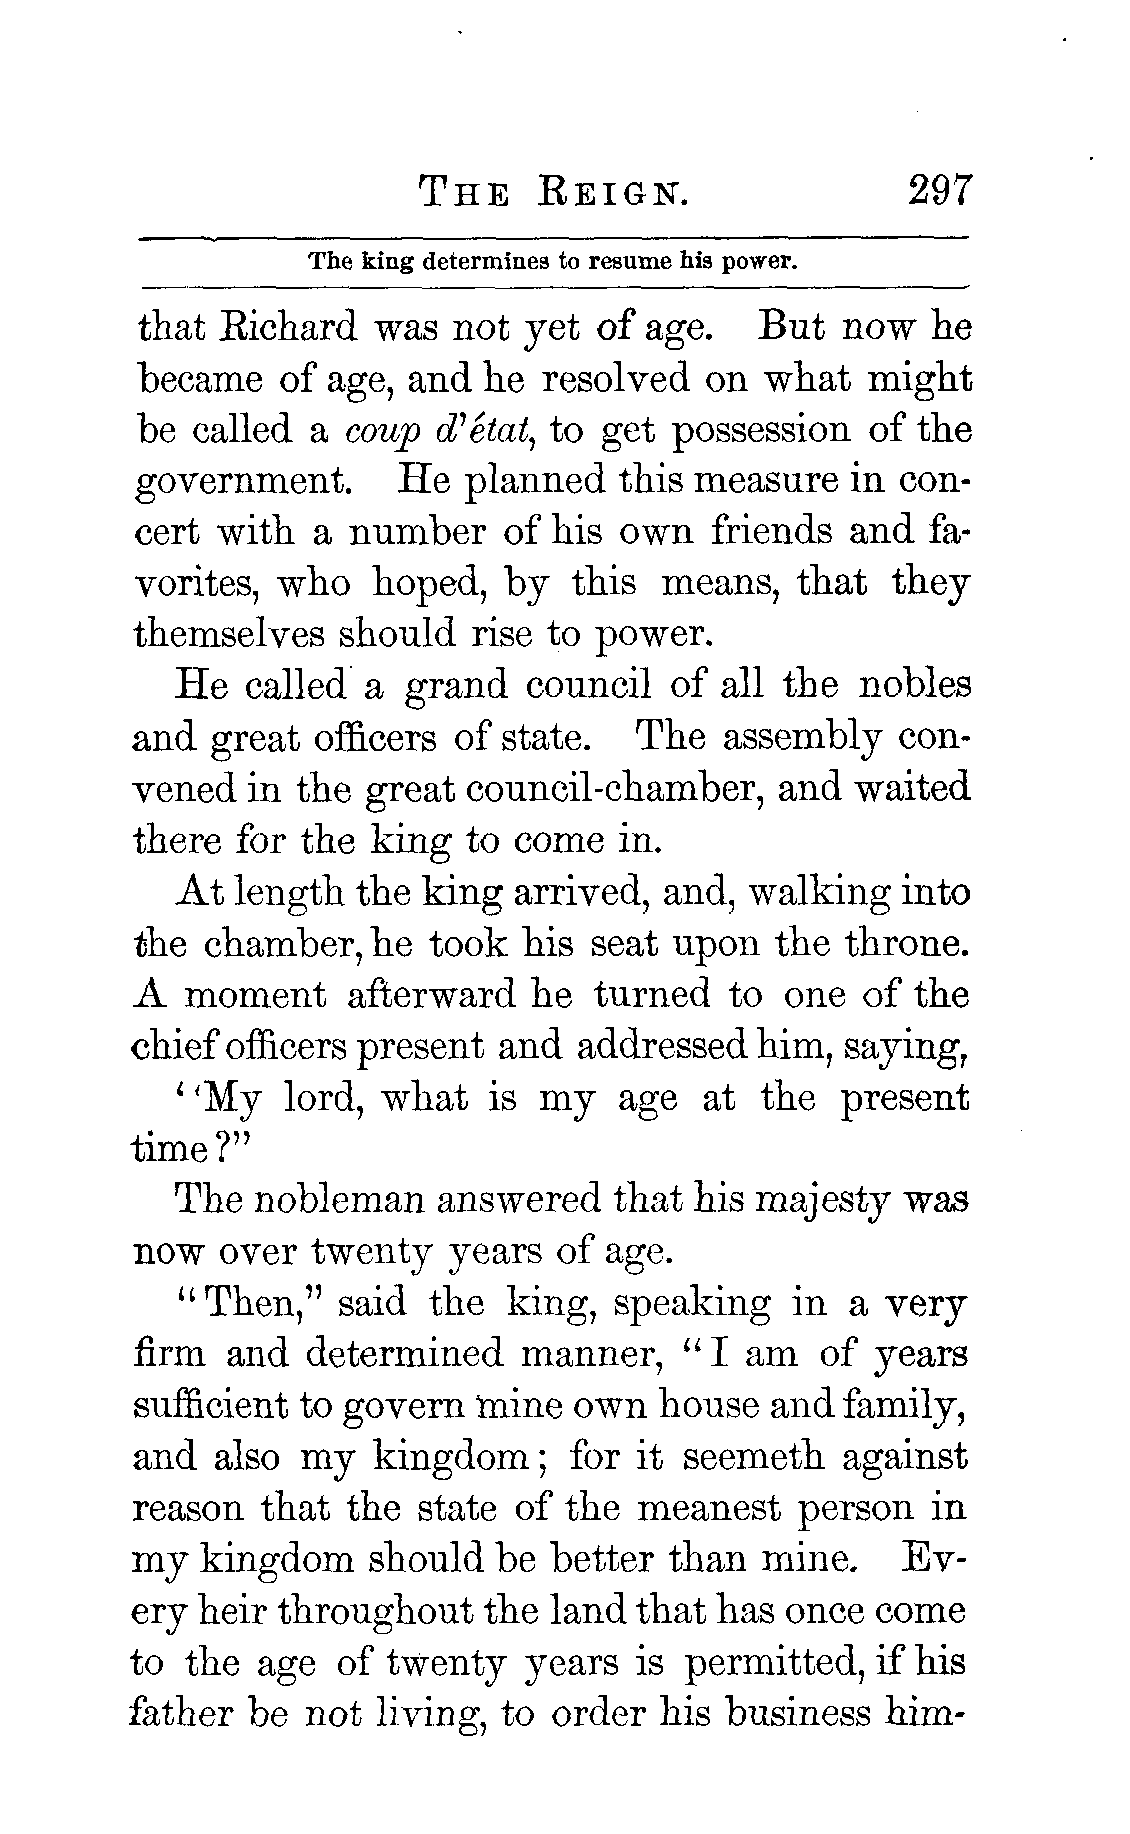 THE REIGN. 297
The king determines to resume his power.
that Richard was not yet of age. But now he
became of age, and he resolved on what might
be called a coup d'état, to get possession of the
government. He planned this measure in con-
cert with a number of his own friends and fa-
vorites, who hoped, by this means, that they
themselves should rise to power.
He called a grand council of all the nobles
and great officers of state. The assembly con-
vened in the great council-chamber, and waited
there for the king to come in.
At length the king arrived, and, walking into
the chamber, he took his seat upon the throne.
A moment afterward he turned to one of the
chief officers present and addressed him, saying,
"My lord, what is my age at the present
time?"
The nobleman answered that his majesty was
now over twenty years of age.
"Then," said the king, speaking in a very
firm and determined manner, "I am of years
sufficient to govern mine own house and family,
and also my kingdom; for it seemeth against
reason that the state of the meanest person in
my kingdom should be better than mine. Ev-
ery heir throughout the land that has once come
to the age of twenty years is permitted, if his
father be not living, to order his business him-